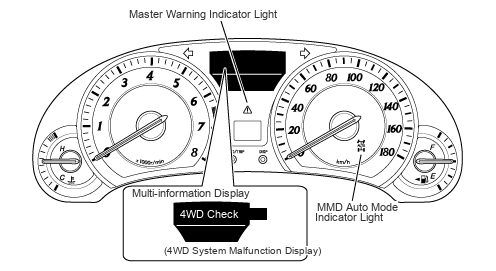 Master Warning Indicator Light
1
2
3
4
5
6
7
8
×1000r/min
H
C
20
40
60
80
100
120
140
160
180
km/h
F
E
DISP
Multi-information Display
4WD Check
(4WD System Malfunction Display)
MMD Auto Mode
Indicator Light